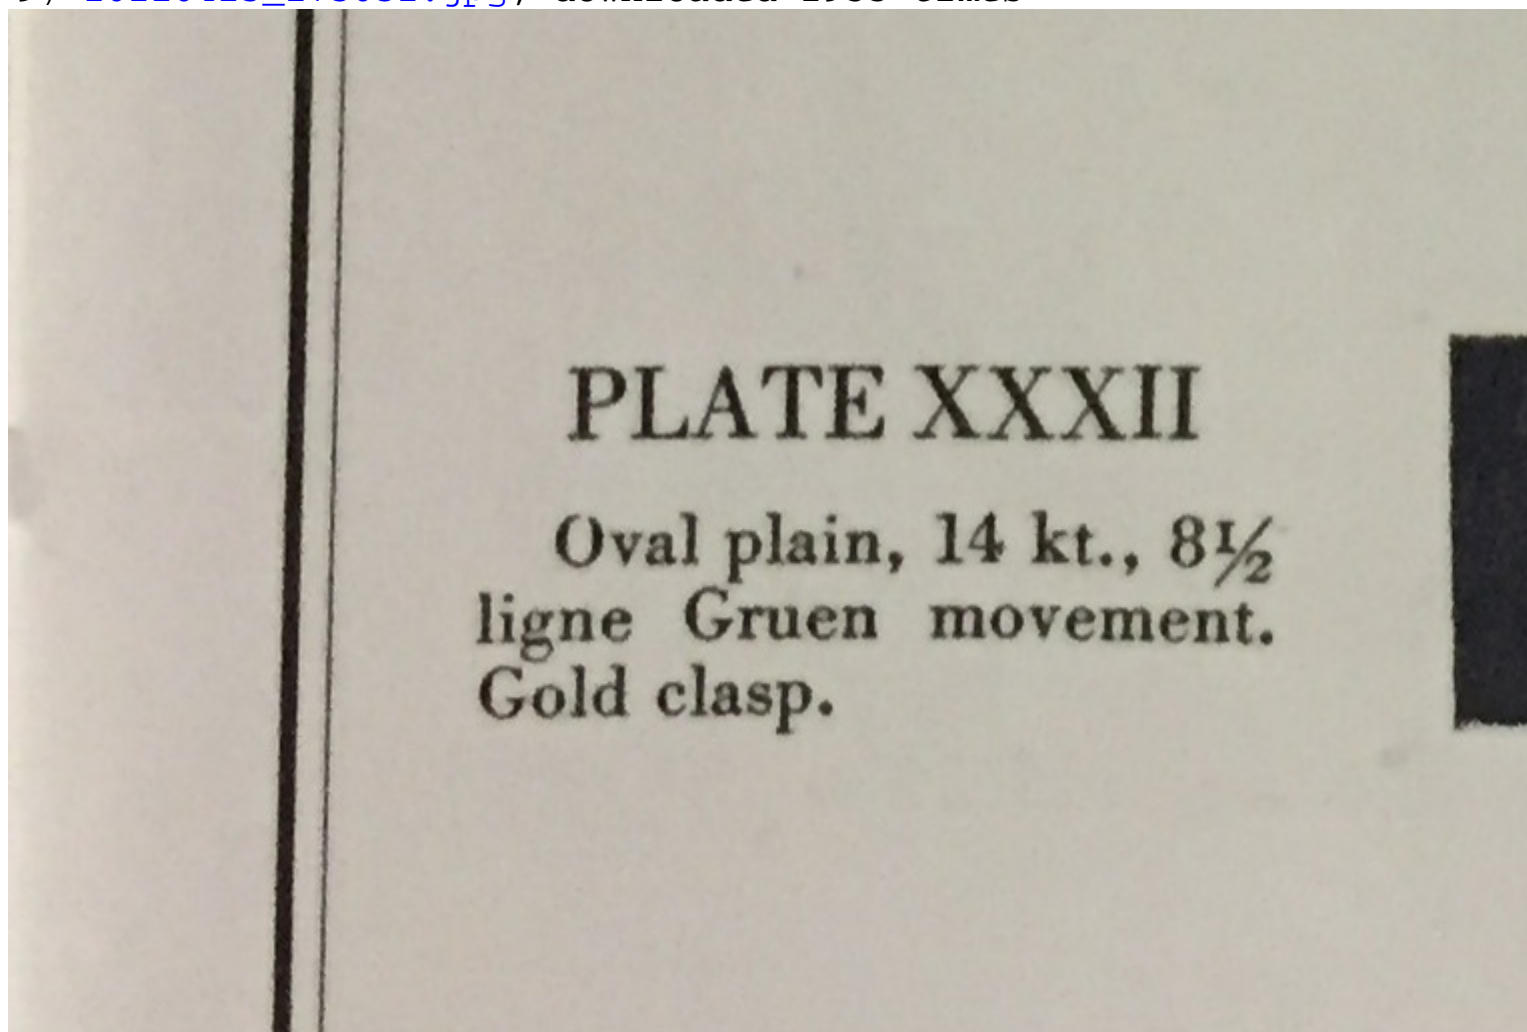 PLATE XXXII
Oval plain, 14 kt., 8½
ligne Gruen movement.
Gold clasp.